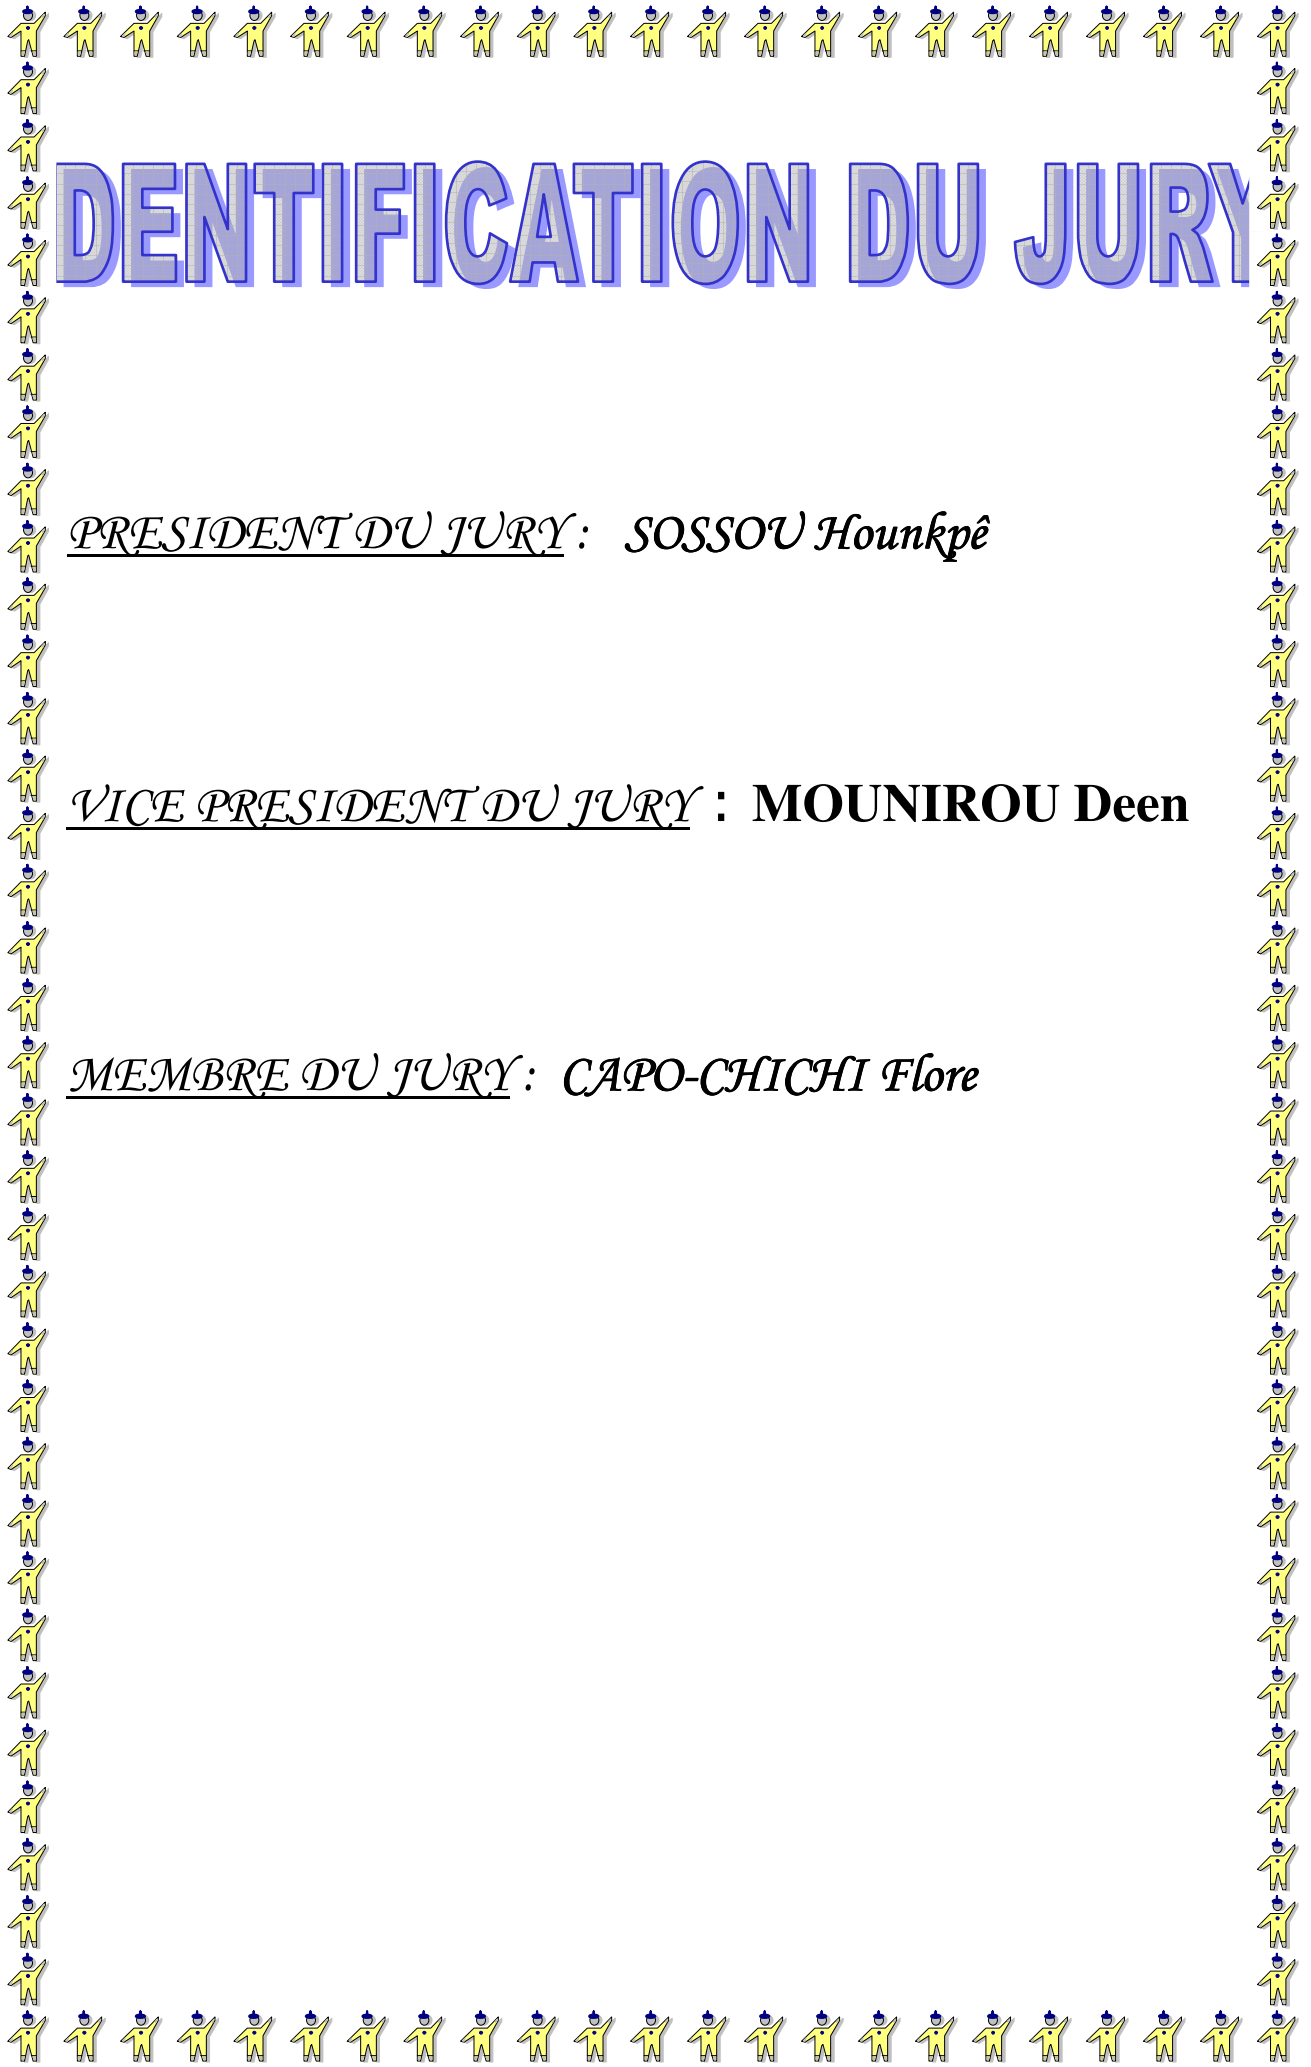 DENTIFICATION DU JURY
PRESIDENT DU JURY : SOSSOU Hounkpê
VICE PRESIDENT DU JURY : MOUNIROU Deen
MEMBRE DU JURY : CAPO-CHICHI Flore